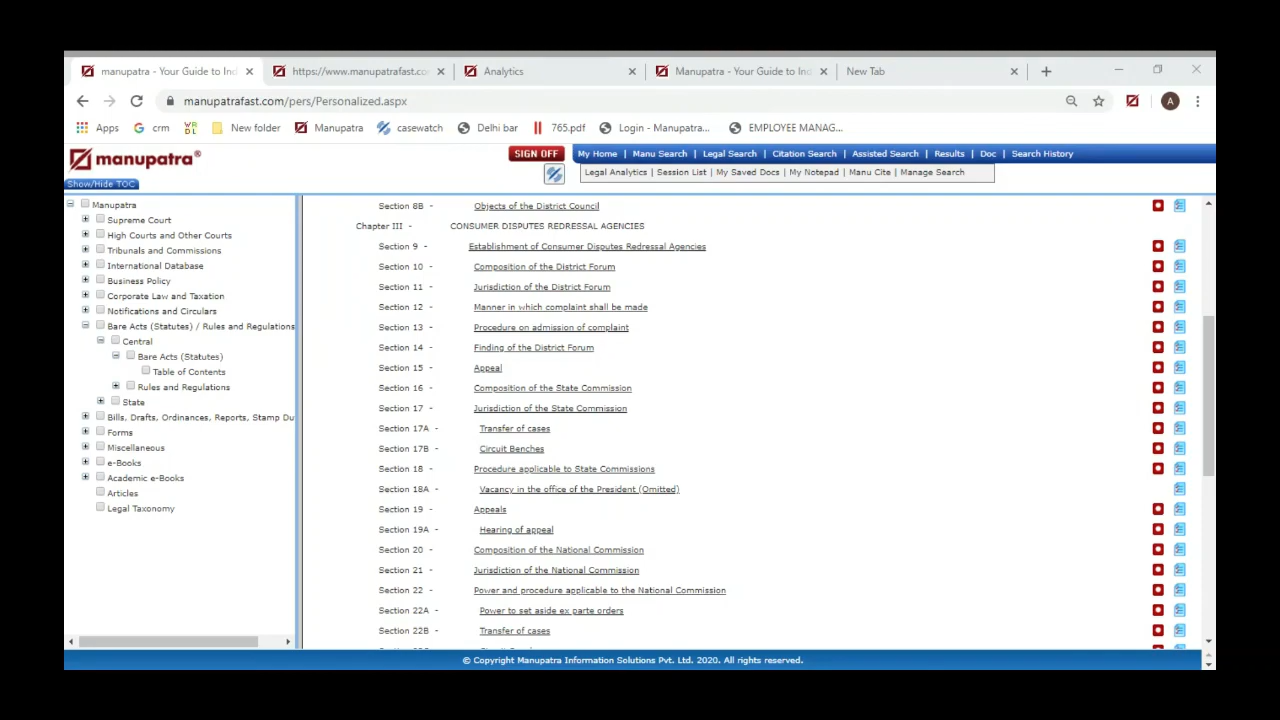 manupatra - Your Guide to Ind
https://www.manupatrafast.co
Analytics
Manupatra - Your Guide to Ind
New Tab
manupatrafast.com/pers/Personalized.aspx
A
Apps
crm
New folder
Manupatra
casewatch
Delhi bar
765.pdf
Login - Manupatra...
EMPLOYEE MANAG...
manupatra®
SIGN OFF
My Home | Manu Search | Legal Search | Citation Search | Assisted Search | Results | Doc | Search History
Legal Analytics | Session List | My Saved Docs | My Notepad | Manu Cite | Manage Search
Show/Hide TOC
Manupatra
Supreme Court
High Courts and Other Courts
Tribunals and Commissions
International Database
Business Policy
Corporate Law and Taxation
Notifications and Circulars
Bare Acts (Statutes) / Rules and Regulations
Central
Bare Acts (Statutes)
Table of Contents
Rules and Regulations
State
Bills, Drafts, Ordinances, Reports, Stamp Du
Forms
Miscellaneous
e-Books
Academic e-Books
Articles
Legal Taxonomy
Section 8B - Objects of the District Council
Chapter III - CONSUMER DISPUTES REDRESSAL AGENCIES
Section 9 - Establishment of Consumer Disputes Redressal Agencies
Section 10 - Composition of the District Forum
Section 11 - Jurisdiction of the District Forum
Section 12 - Manner in which complaint shall be made
Section 13 - Procedure on admission of complaint
Section 14 - Finding of the District Forum
Section 15 - Appeal
Section 16 - Composition of the State Commission
Section 17 - Jurisdiction of the State Commission
Section 17A - Transfer of cases
Section 17B - Circuit Benches
Section 18 - Procedure applicable to State Commissions
Section 18A - Vacancy in the office of the President (Omitted)
Section 19 - Appeals
Section 19A - Hearing of appeal
Section 20 - Composition of the National Commission
Section 21 - Jurisdiction of the National Commission
Section 22 - Power and procedure applicable to the National Commission
Section 22A - Power to set aside ex parte orders
Section 22B - Transfer of cases
© Copyright Manupatra Information Solutions Pvt. Ltd. 2020. All rights reserved.